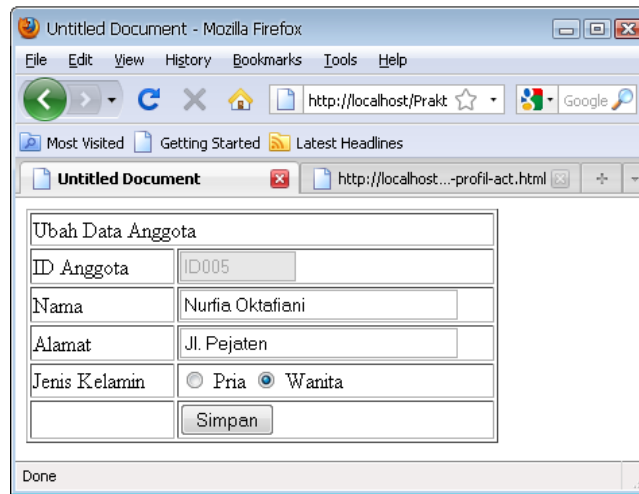 Untitled Document - Mozilla Firefox
File Edit View History Bookmarks Tools Help
http://localhost/Prakt Google
Most Visited Getting Started Latest Headlines
Untitled Document http://localhost...-profil-act.html
Ubah Data Anggota
ID Anggota ID005
Nama Nurfia Oktafiani
Alamat Jl. Pejaten
Jenis Kelamin Pria Wanita
Simpan
Done